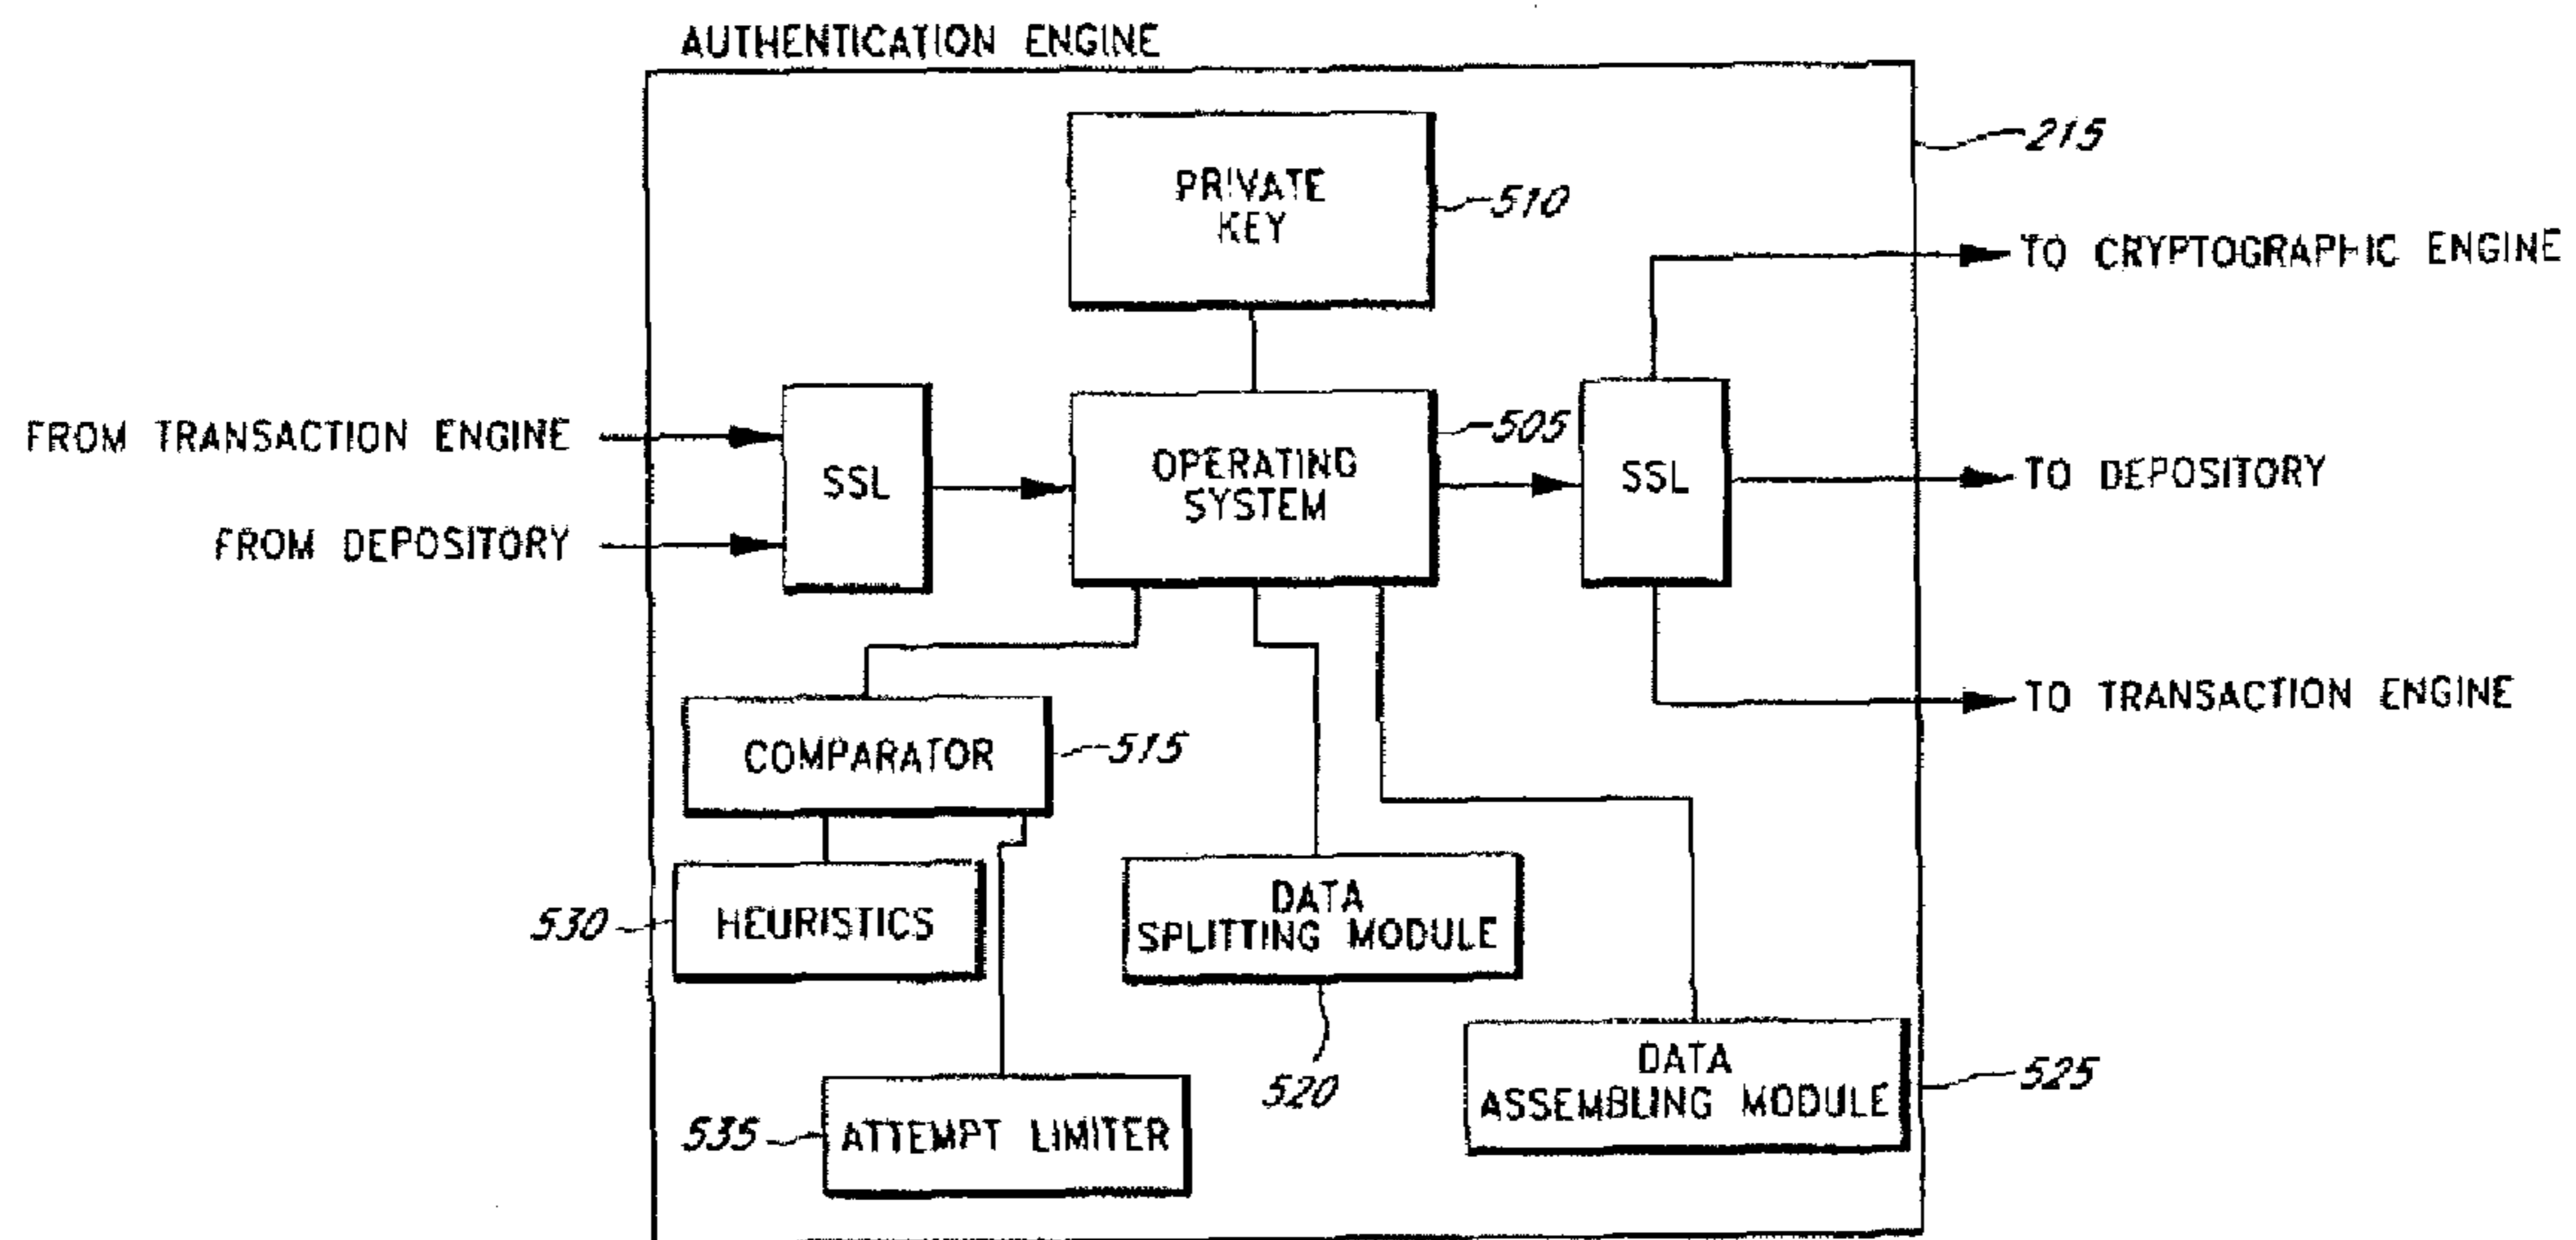 AUTHENTICATION ENGINE
215
PRIVATE
KEY
510
TO CRYPTOGRAPHIC ENGINE
FROM TRANSACTION ENGINE
SSL
505
OPERATING
SYSTEM
SSL
TO DEPOSITORY
FROM DEPOSITORY
TO TRANSACTION ENGINE
COMPARATOR
515
530
HEURISTICS
DATA
SPLITTING MODULE
520
DATA
ASSEMBLING MODULE
525
535
ATTEMPT LIMITER